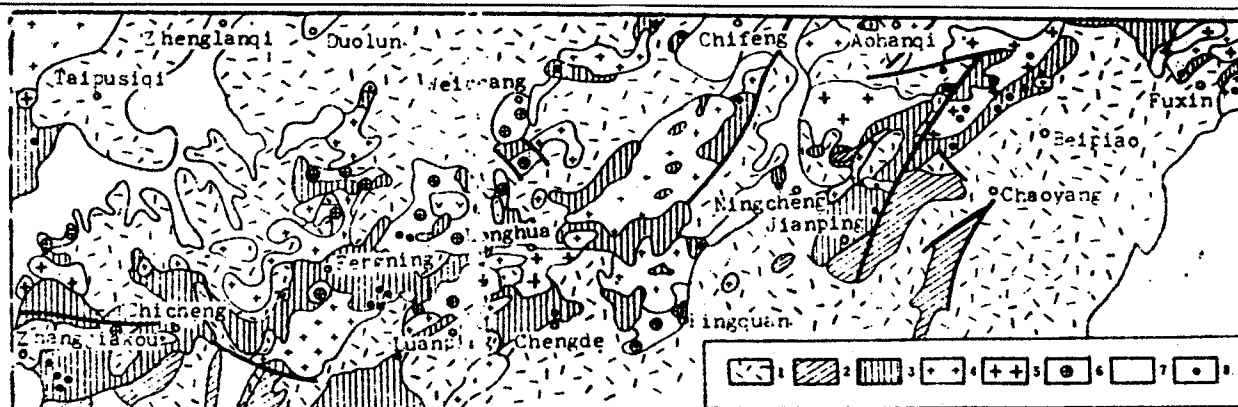 Zhenglanqi
Duolun
Chifeng
Aohanqi
Taipusiqi
Fuxin
Beipiao
Ningcheng
Chaoyang
Jianping
Chicheng
Chengde
1 2 3 4 5 6 7 8